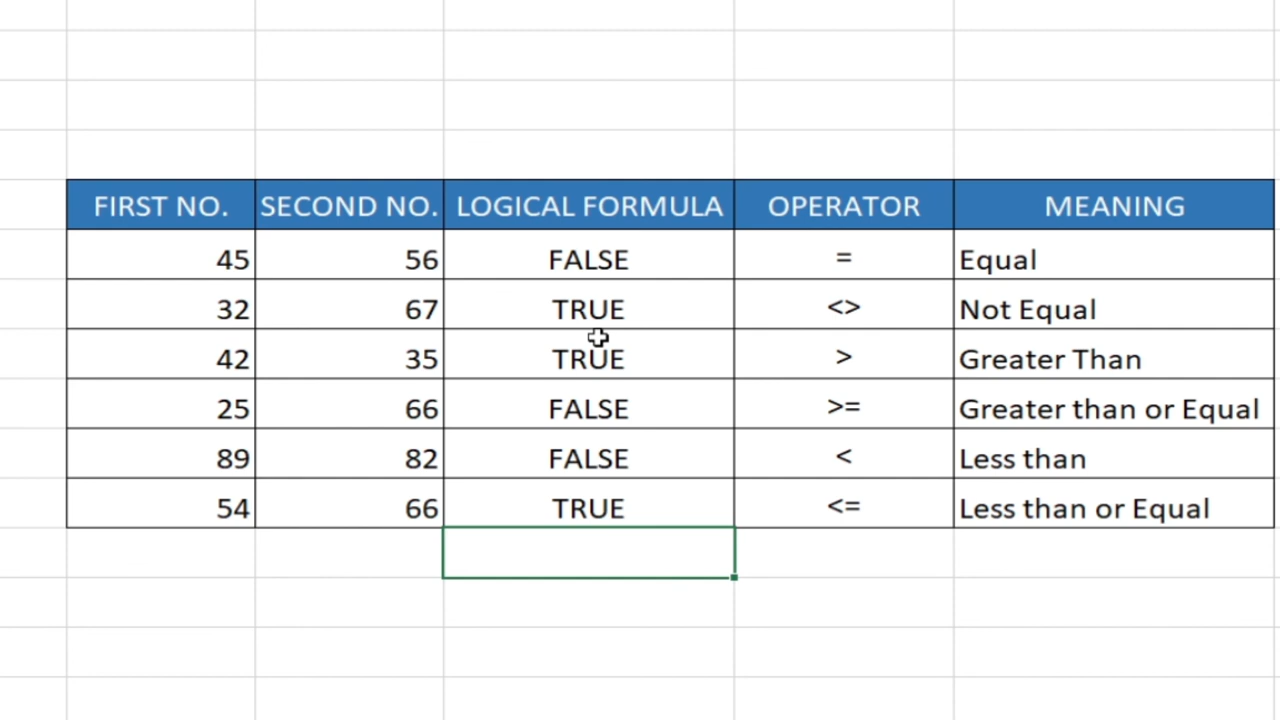 FIRST NO. SECOND NO. LOGICAL FORMULA OPERATOR MEANING
45 56 FALSE = Equal
32 67 TRUE <> Not Equal
42 35 TRUE > Greater Than
25 66 FALSE >= Greater than or Equal
89 82 FALSE < Less than
54 66 TRUE <= Less than or Equal